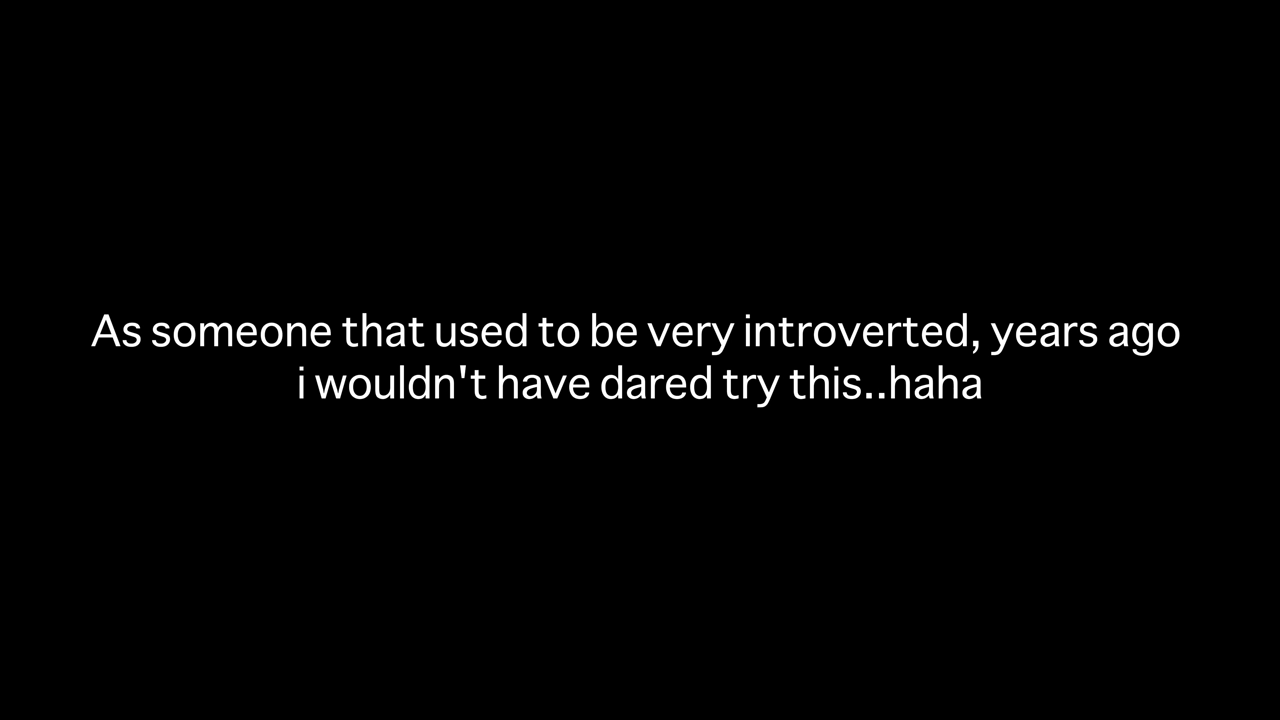 As someone that used to be very introverted, years ago
i wouldn't have dared try this..haha